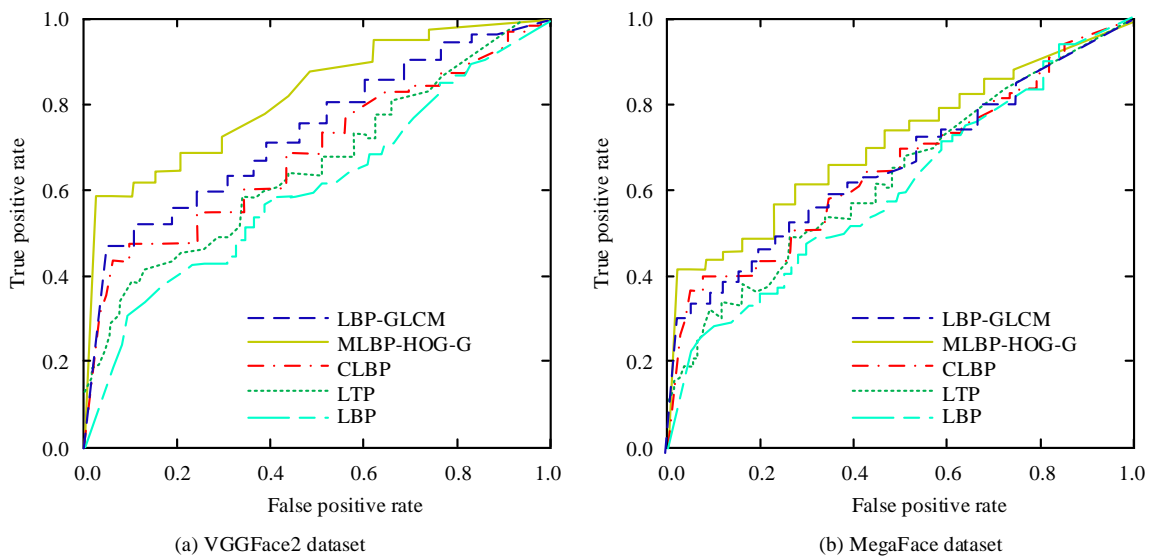 1.0
0.8
0.6
0.4
0.2
0.0
True positive rate
LBP-GLCM
MLBP-HOG-G
CLBP
LTP
LBP
0.0 0.2 0.4 0.6 0.8 1.0
False positive rate
(a) VGGFace2 dataset
1.0
0.8
0.6
0.4
0.2
0.0
True positive rate
LBP-GLCM
MLBP-HOG-G
CLBP
LTP
LBP
0.0 0.2 0.4 0.6 0.8 1.0
False positive rate
(b) MegaFace dataset